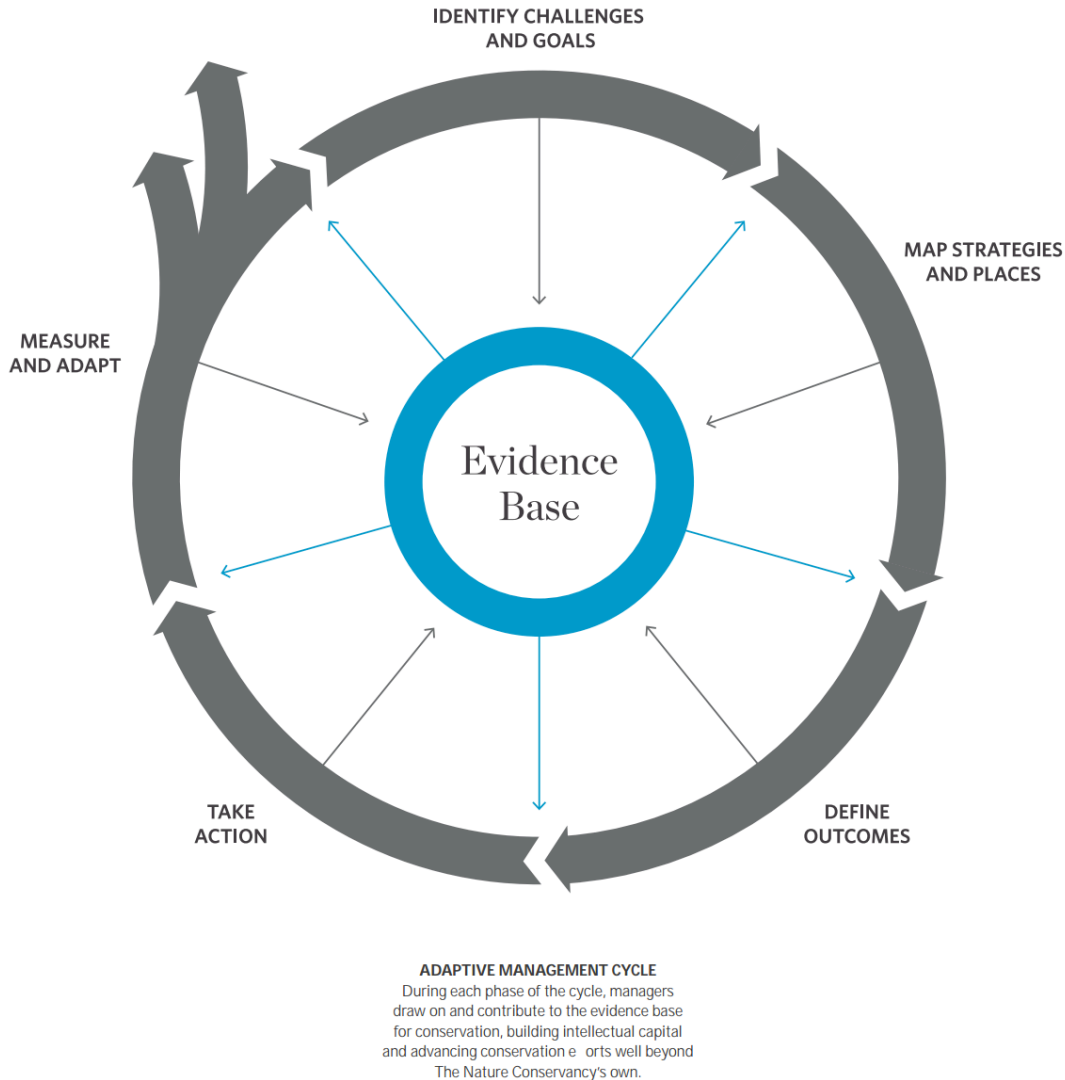 IDENTIFY CHALLENGES
AND GOALS
MAP STRATEGIES
AND PLACES
MEASURE
AND ADAPT
Evidence
Base
TAKE
ACTION
DEFINE
OUTCOMES
ADAPTIVE MANAGEMENT CYCLE
During each phase of the cycle, managers
draw on and contribute to the evidence base
for conservation, building intellectual capital
and advancing conservation e orts well beyond
The Nature Conservancy's own.